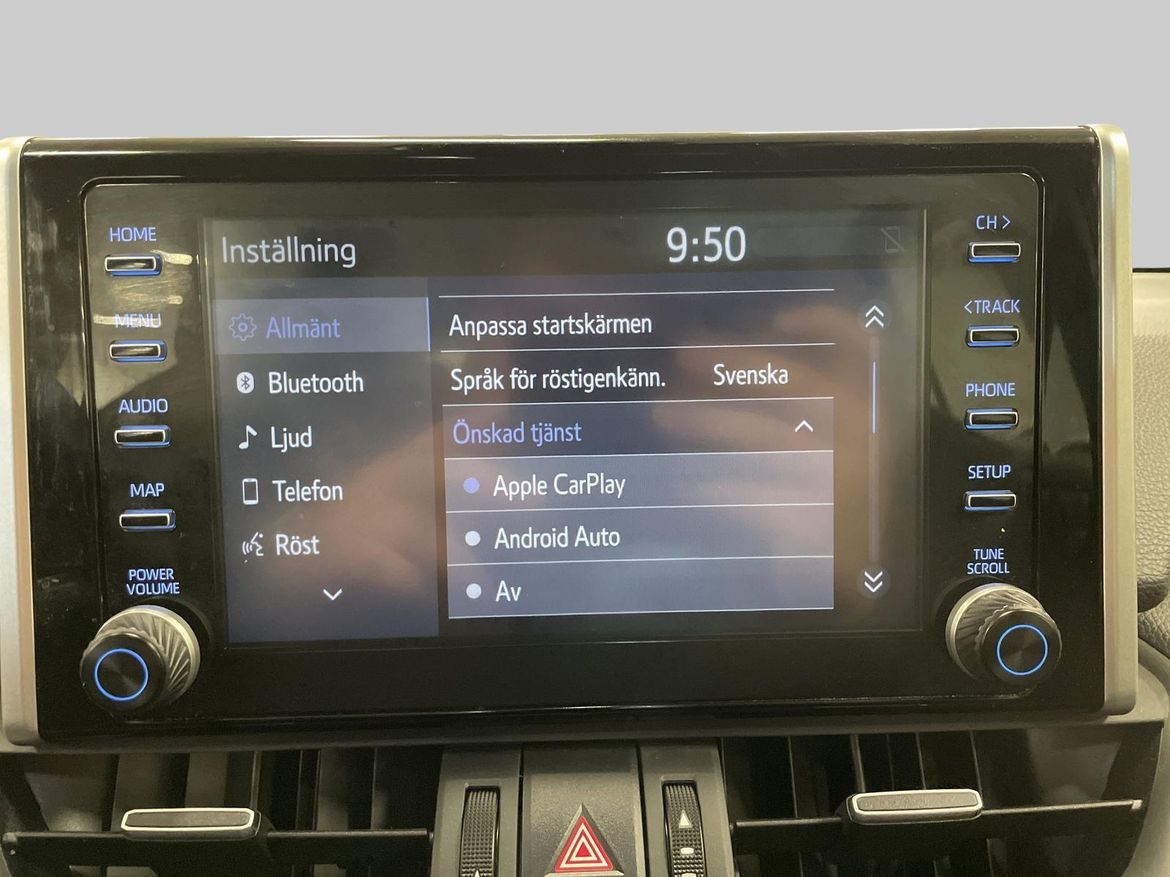 HOME
MENU
AUDIO
MAP
POWER
VOLUME
Inställning
9:50
Allmänt
Bluetooth
Ljud
Telefon
Röst
Anpassa startskärmen
Språk för röstigenkänn. Svenska
Önskad tjänst
Apple CarPlay
Android Auto
Av
CH >
< TRACK
PHONE
SETUP
TUNE
SCROLL